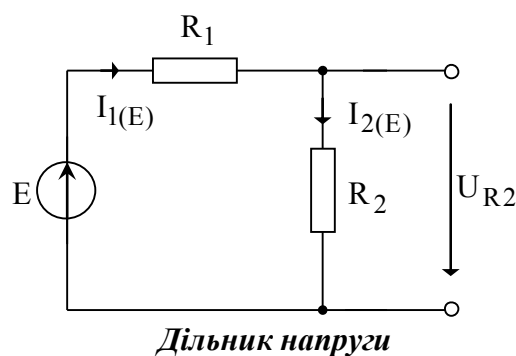 R1
I1(E)
I2(E)
E
R2
UR2
Дільник напруги